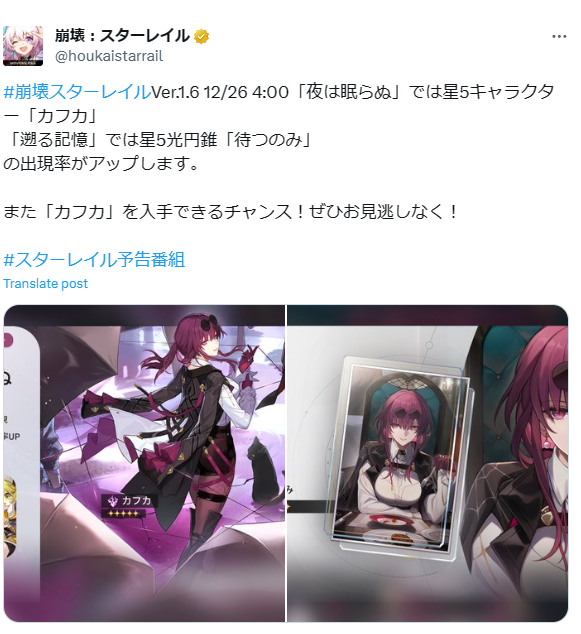 崩壊：スターレイル
@houkaistarrail
#崩壊スターレイルVer.1.6 12/26 4:00「夜は眠らぬ」では星5キャラクタ
ー「カフカ」
「遡る記憶」では星5光円錐「待つのみ」
の出現率がアップします。
また「カフカ」を入手できるチャンス！ぜひお見逃しなく！
#スターレイル予告番組
Translate post
UP
カフカ
み